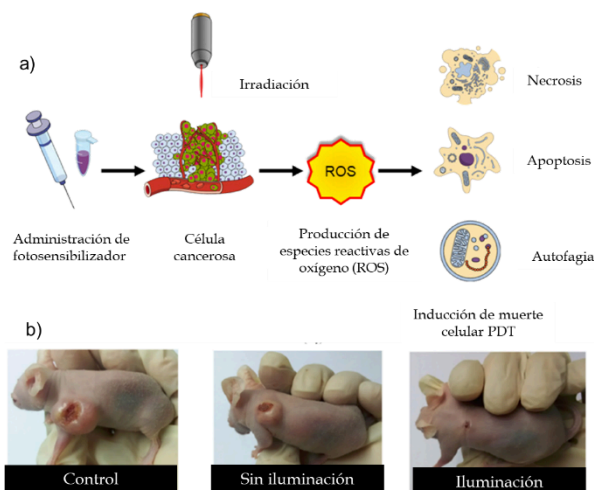 a)
Irradiación
Necrosis
ROS
Apoptosis
Administración de
fotosensibilizador
Célula
cancerosa
Producción de
especies reactivas de
oxígeno (ROS)
Autofagia
Inducción de muerte
celular PDT
b)
Control
Sin iluminación
Iluminación